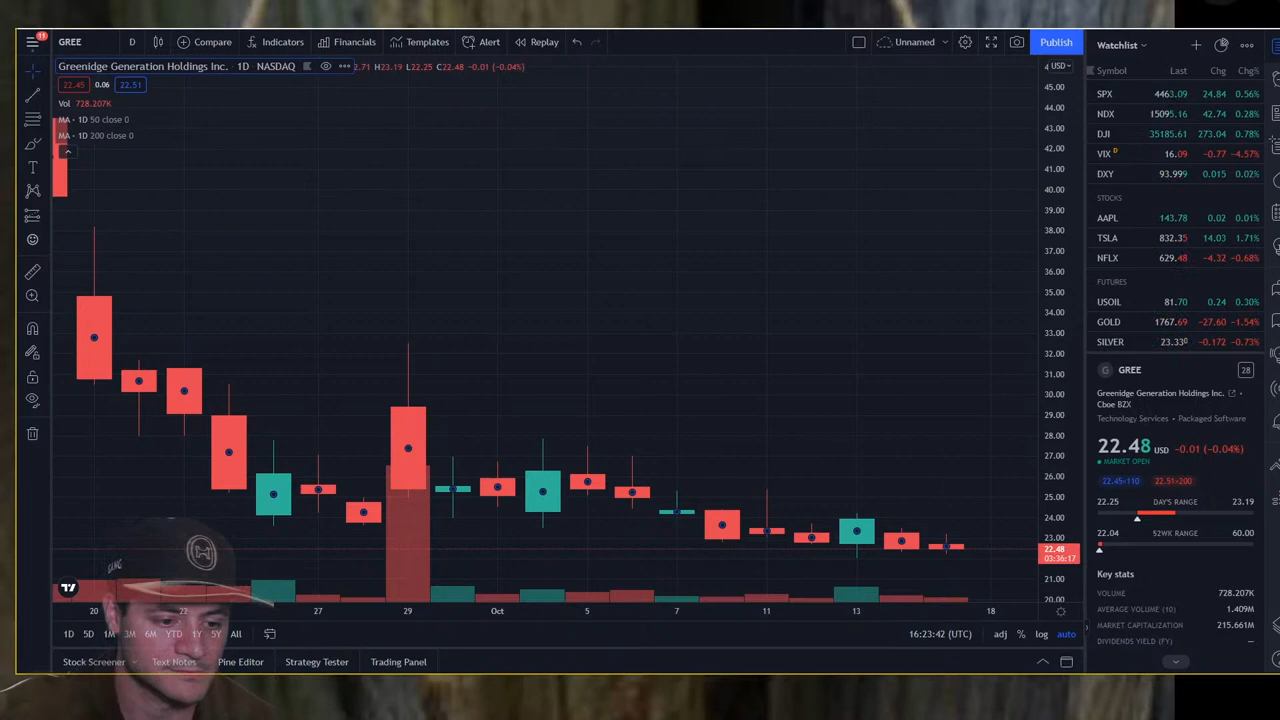 11
GREE D Compare Indicators Financials Templates Alert Replay Unnamed Publish
Greenidge Generation Holdings Inc. · 1D · NASDAQ 2.71 H23.19 L22.25 C22.48 −0.01 (−0.04%)
22.45 0.06 22.51
Vol 728.207K
MA · 1D 50 close 0
MA · 1D 200 close 0
USD
45.00
44.00
43.00
42.00
41.00
40.00
39.00
38.00
37.00
36.00
35.00
34.00
33.00
32.00
31.00
30.00
29.00
28.00
27.00
26.00
25.00
24.00
23.00
22.48
03:36:17
21.00
20.00
20 27 29 Oct 5 7 11 13 18
1D 5D 1M 3M 6M YTD 1Y 5Y All 16:23:42 (UTC) adj % log auto
Stock Screener Text Notes Pine Editor Strategy Tester Trading Panel
Watchlist
Symbol Last Chg Chg%
SPX 4463.09 24.84 0.56%
NDX 15095.16 42.74 0.28%
DJI 35185.61 273.04 0.78%
VIX D 16.09 −0.77 −4.57%
DXY 93.999 0.015 0.02%
STOCKS
AAPL 143.78 0.02 0.01%
TSLA 832.35 14.03 1.71%
NFLX 629.48 −4.32 −0.68%
FUTURES
USOIL 81.70 0.24 0.30%
GOLD 1767.69 −27.60 −1.54%
SILVER 23.330 −0.172 −0.73%
G GREE 28
Greenidge Generation Holdings Inc.
Cboe BZX
Technology Services • Packaged Software
22.48 USD −0.01 (−0.04%)
MARKET OPEN
22.45×110 22.51×200
22.25 DAY'S RANGE 23.19
22.04 52WK RANGE 60.00
Key stats
VOLUME 728.207K
AVERAGE VOLUME (10) 1.409M
MARKET CAPITALIZATION 215.661M
DIVIDENDS YIELD (FY) —